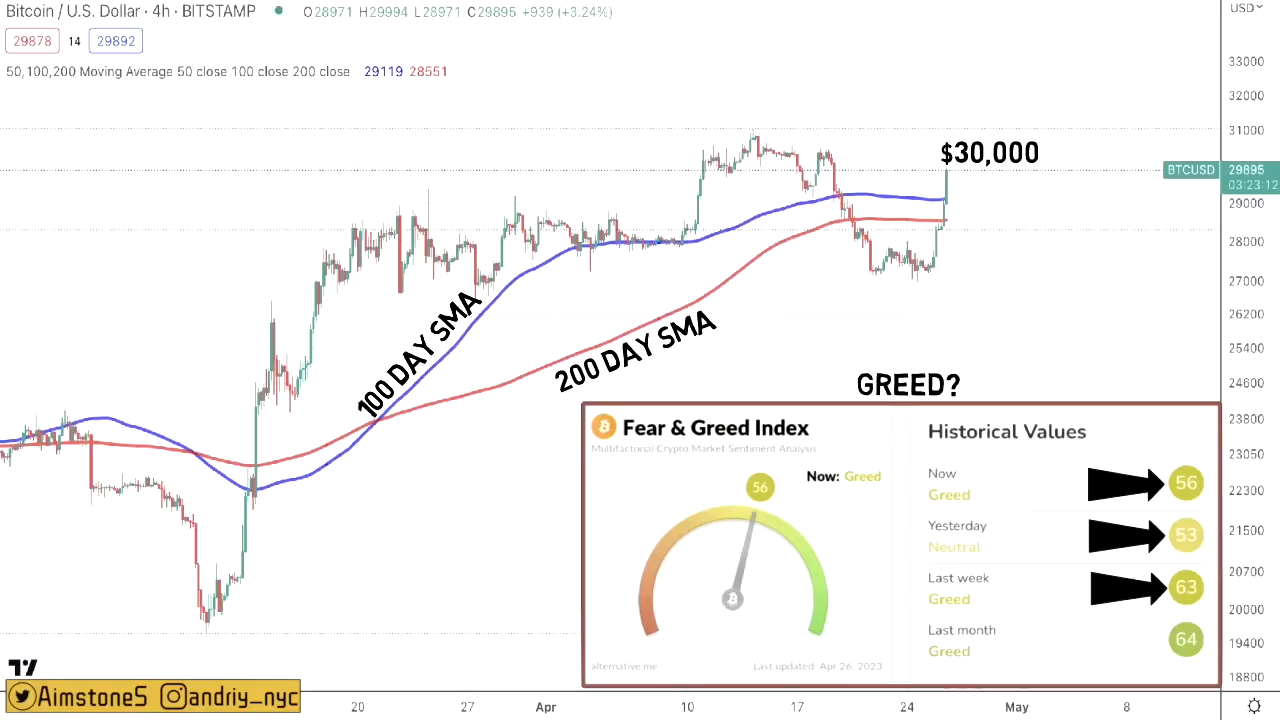 Bitcoin / U.S. Dollar · 4h · BITSTAMP O28971 H29994 L28971 C29895 +939 (+3.24%)
USD
29878 14 29892
50,100,200 Moving Average 50 close 100 close 200 close 29119 28551
33000
32000
31000
$30,000
BTCUSD 29895
03:23:12
29000
28000
27000
26200
25400
24600
23800
23050
22300
21500
20700
20000
19400
18800
100 DAY SMA
200 DAY SMA
GREED?
Fear & Greed Index
Multifactorial Crypto Market Sentiment Analysis
Now: Greed
56
alternative.me
Last updated: Apr 26, 2023
Historical Values
Now
Greed
56
Yesterday
Neutral
53
Last week
Greed
63
Last month
Greed
64
AimstoneS andriy_nyc
20 27 Apr 10 17 24 May 8